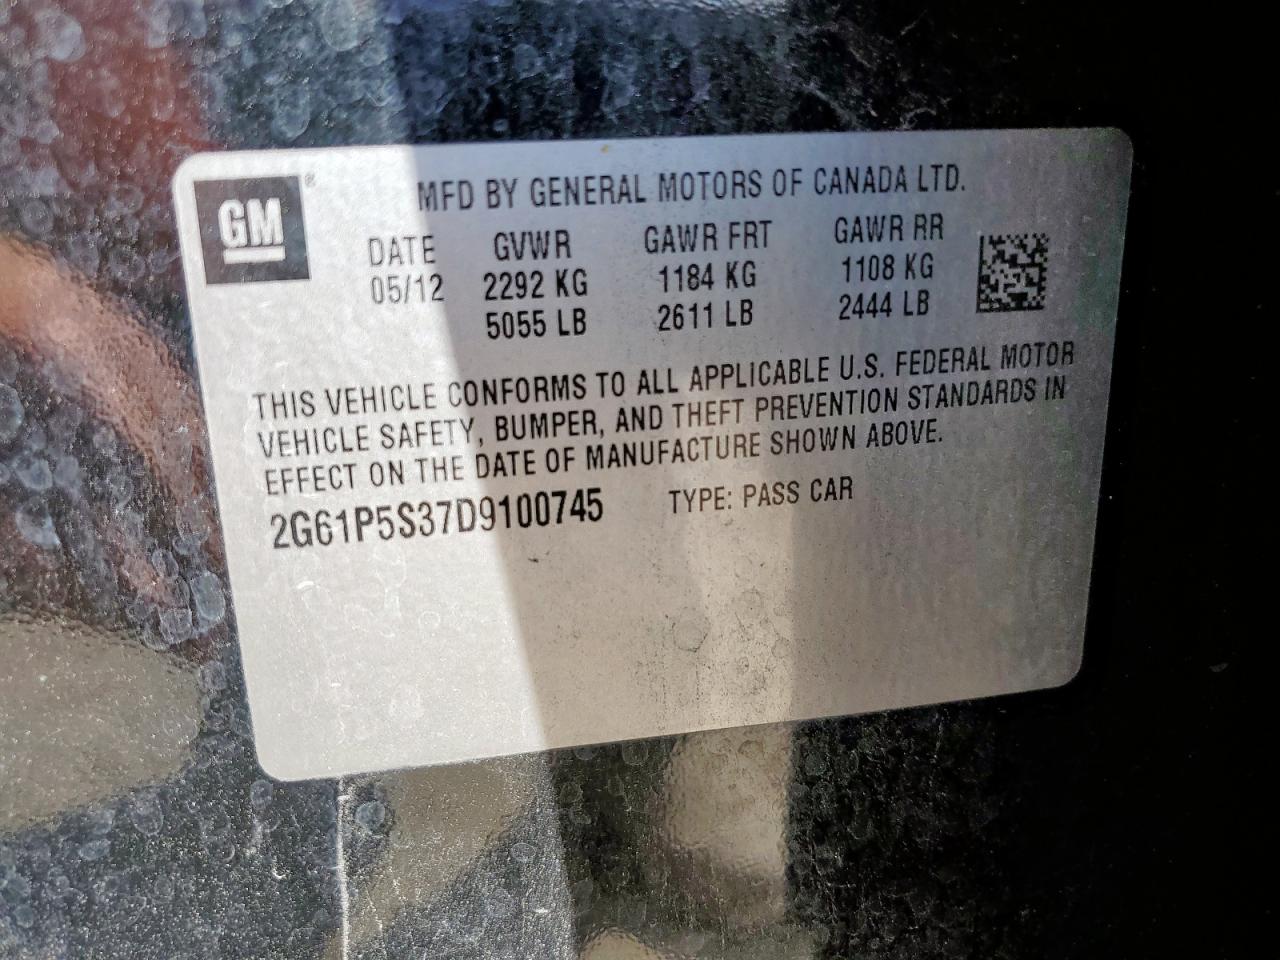 GM ®
MFD BY GENERAL MOTORS OF CANADA LTD.
DATE GVWR GAWR FRT GAWR RR
05/12 2292 KG 1184 KG 1108 KG
5055 LB 2611 LB 2444 LB
THIS VEHICLE CONFORMS TO ALL APPLICABLE U.S. FEDERAL MOTOR
VEHICLE SAFETY, BUMPER, AND THEFT PREVENTION STANDARDS IN
EFFECT ON THE DATE OF MANUFACTURE SHOWN ABOVE.
2G61P5S37D9100745 TYPE: PASS CAR